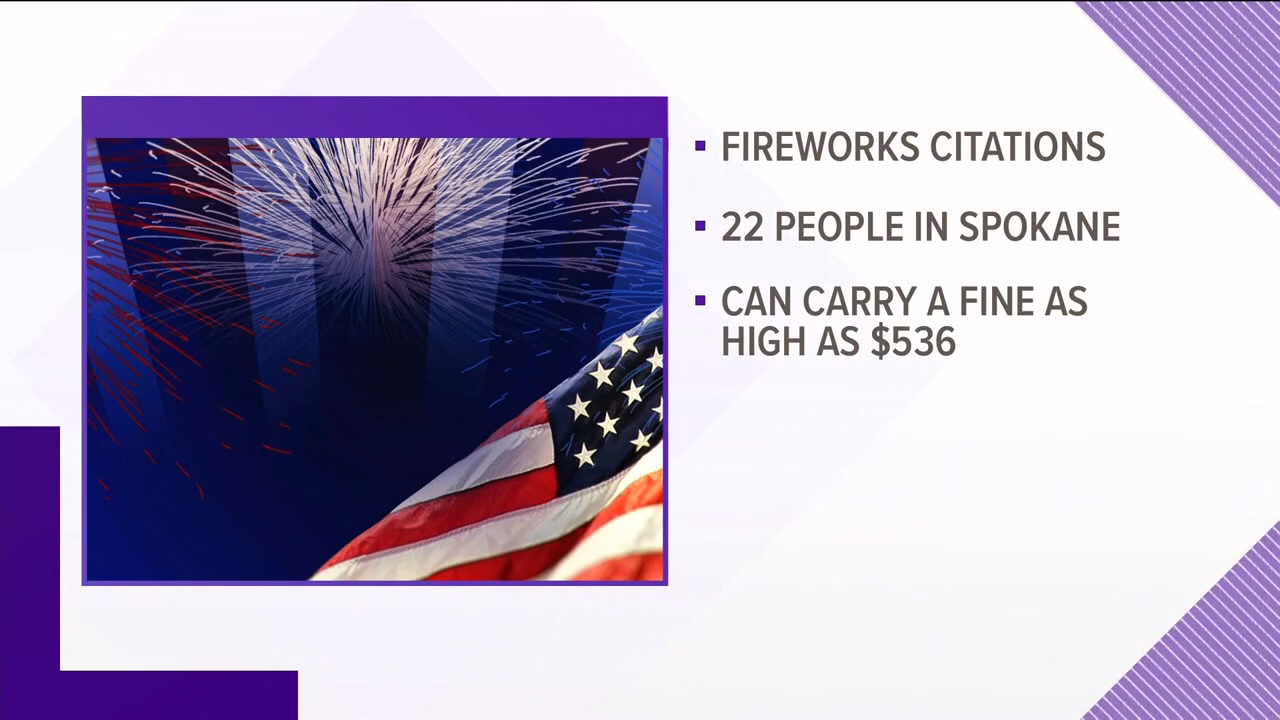 FIREWORKS CITATIONS
22 PEOPLE IN SPOKANE
CAN CARRY A FINE AS
HIGH AS $536